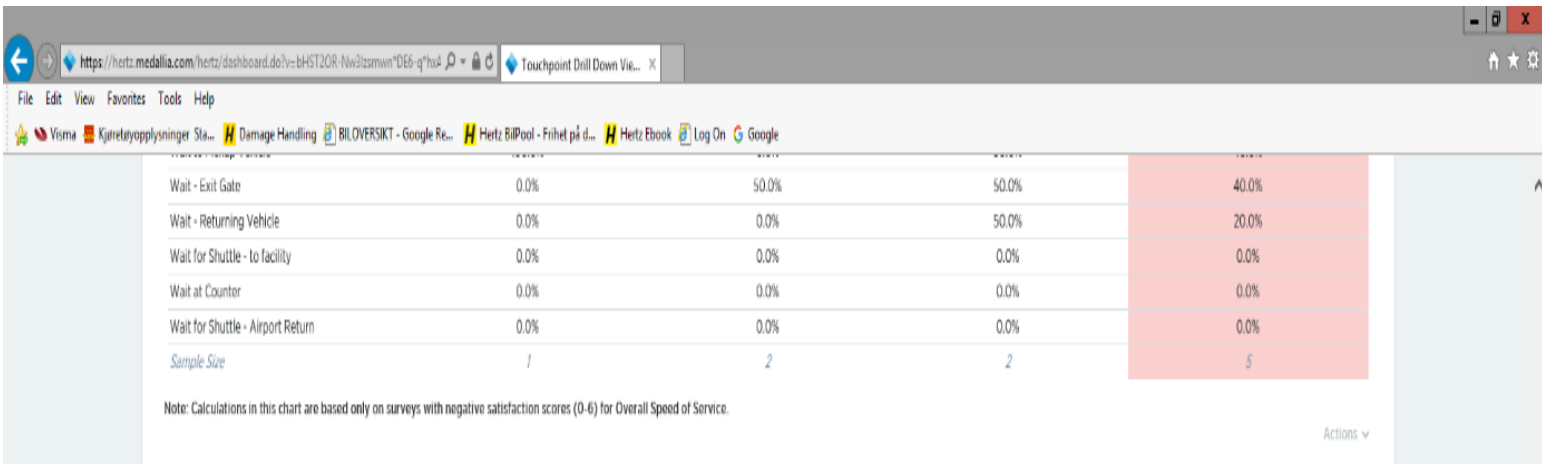 X
https://hertz.medallia.com/hertz/dashboard.do?v= Touchpoint Drill Down Vie... X
File Edit View Favorites Tools Help
Visma Kjøretøyopplysninger Sta... H Damage Handling BILOVERSIKT - Google Re... H Hertz BilPool - Frihet på d... H Hertz Ebook Log On G Google
Wait - Exit Gate 0.0% 50.0% 50.0% 40.0%
Wait - Returning Vehicle 0.0% 0.0% 50.0% 20.0%
Wait for Shuttle - to facility 0.0% 0.0% 0.0% 0.0%
Wait at Counter 0.0% 0.0% 0.0% 0.0%
Wait for Shuttle - Airport Return 0.0% 0.0% 0.0% 0.0%
Sample Size 1 2 2 5
Note: Calculations in this chart are based only on surveys with negative satisfaction scores (0-6) for Overall Speed of Service.
Actions